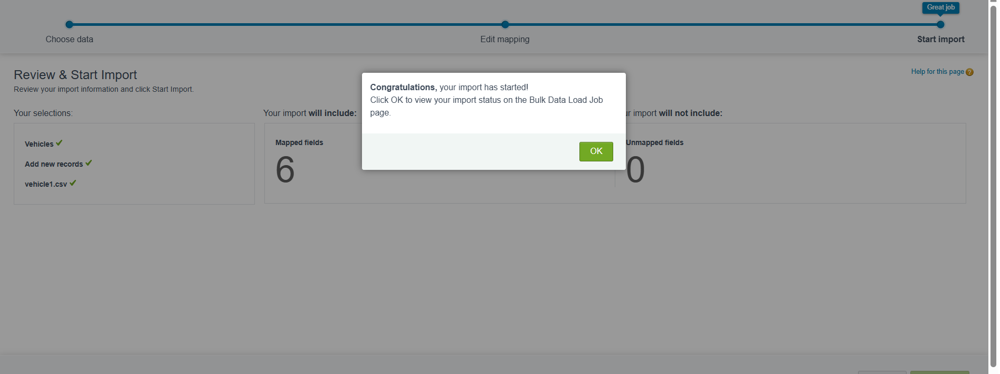 Great job
Choose data
Edit mapping
Start import
Review & Start Import
Review your import information and click Start Import.
Help for this page
Congratulations, your import has started!
Click OK to view your import status on the Bulk Data Load Job
page.
OK
Your selections:
Vehicles
Add new records
vehicle1.csv
Your import will include:
Mapped fields
6
import will not include:
Unmapped fields
0